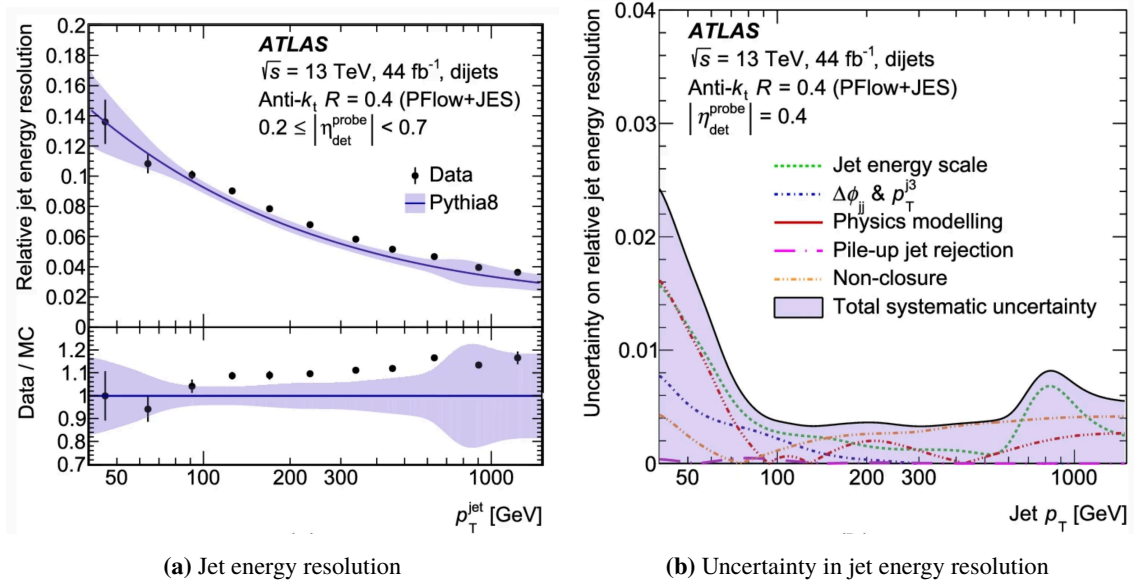 Relative jet energy resolution
0.2
0.18
0.16
0.14
0.12
0.1
0.08
0.06
0.04
0.02
0
ATLAS
√s = 13 TeV, 44 fb⁻¹, dijets
Anti-kₜ R = 0.4 (PFlow+JES)
0.2 ≤ |η_det^probe| < 0.7
Data
Pythia8
Data / MC
1.2
1.1
1
0.9
0.8
0.7
50 100 200 300 1000
p_T^jet [GeV]
(a) Jet energy resolution
Uncertainty on relative jet energy resolution
0.04
0.03
0.02
0.01
0
ATLAS
√s = 13 TeV, 44 fb⁻¹, dijets
Anti-kₜ R = 0.4 (PFlow+JES)
|η_det^probe| = 0.4
Jet energy scale
Δϕ_jj & p_T^j3
Physics modelling
Pile-up jet rejection
Non-closure
Total systematic uncertainty
50 100 200 300 1000
Jet p_T [GeV]
(b) Uncertainty in jet energy resolution